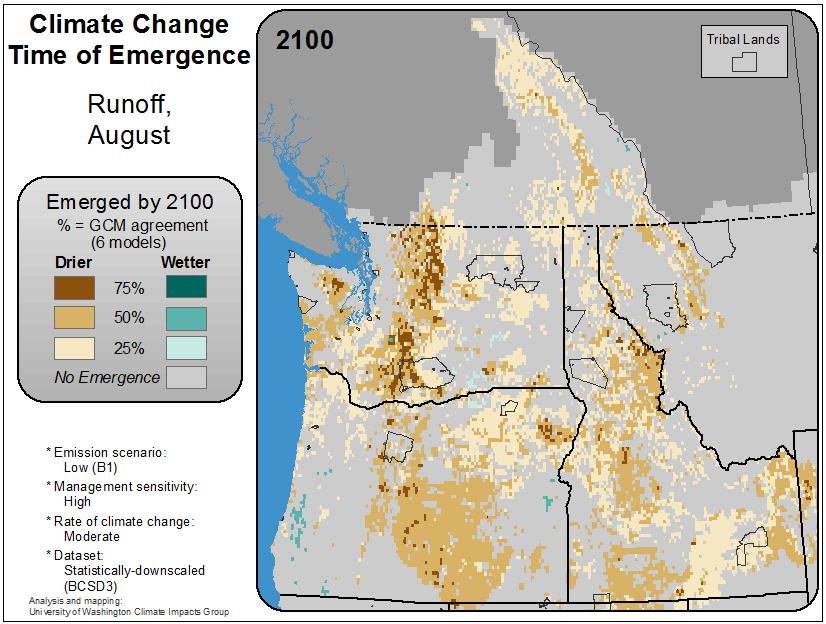 Climate Change
Time of Emergence
Runoff,
August
Emerged by 2100
% = GCM agreement
(6 models)
Drier Wetter
75%
50%
25%
No Emergence
* Emission scenario:
Low (B1)
* Management sensitivity:
High
* Rate of climate change:
Moderate
* Dataset:
Statistically-downscaled
(BCSD3)
Analysis and mapping:
University of Washington Climate Impacts Group
2100
Tribal Lands